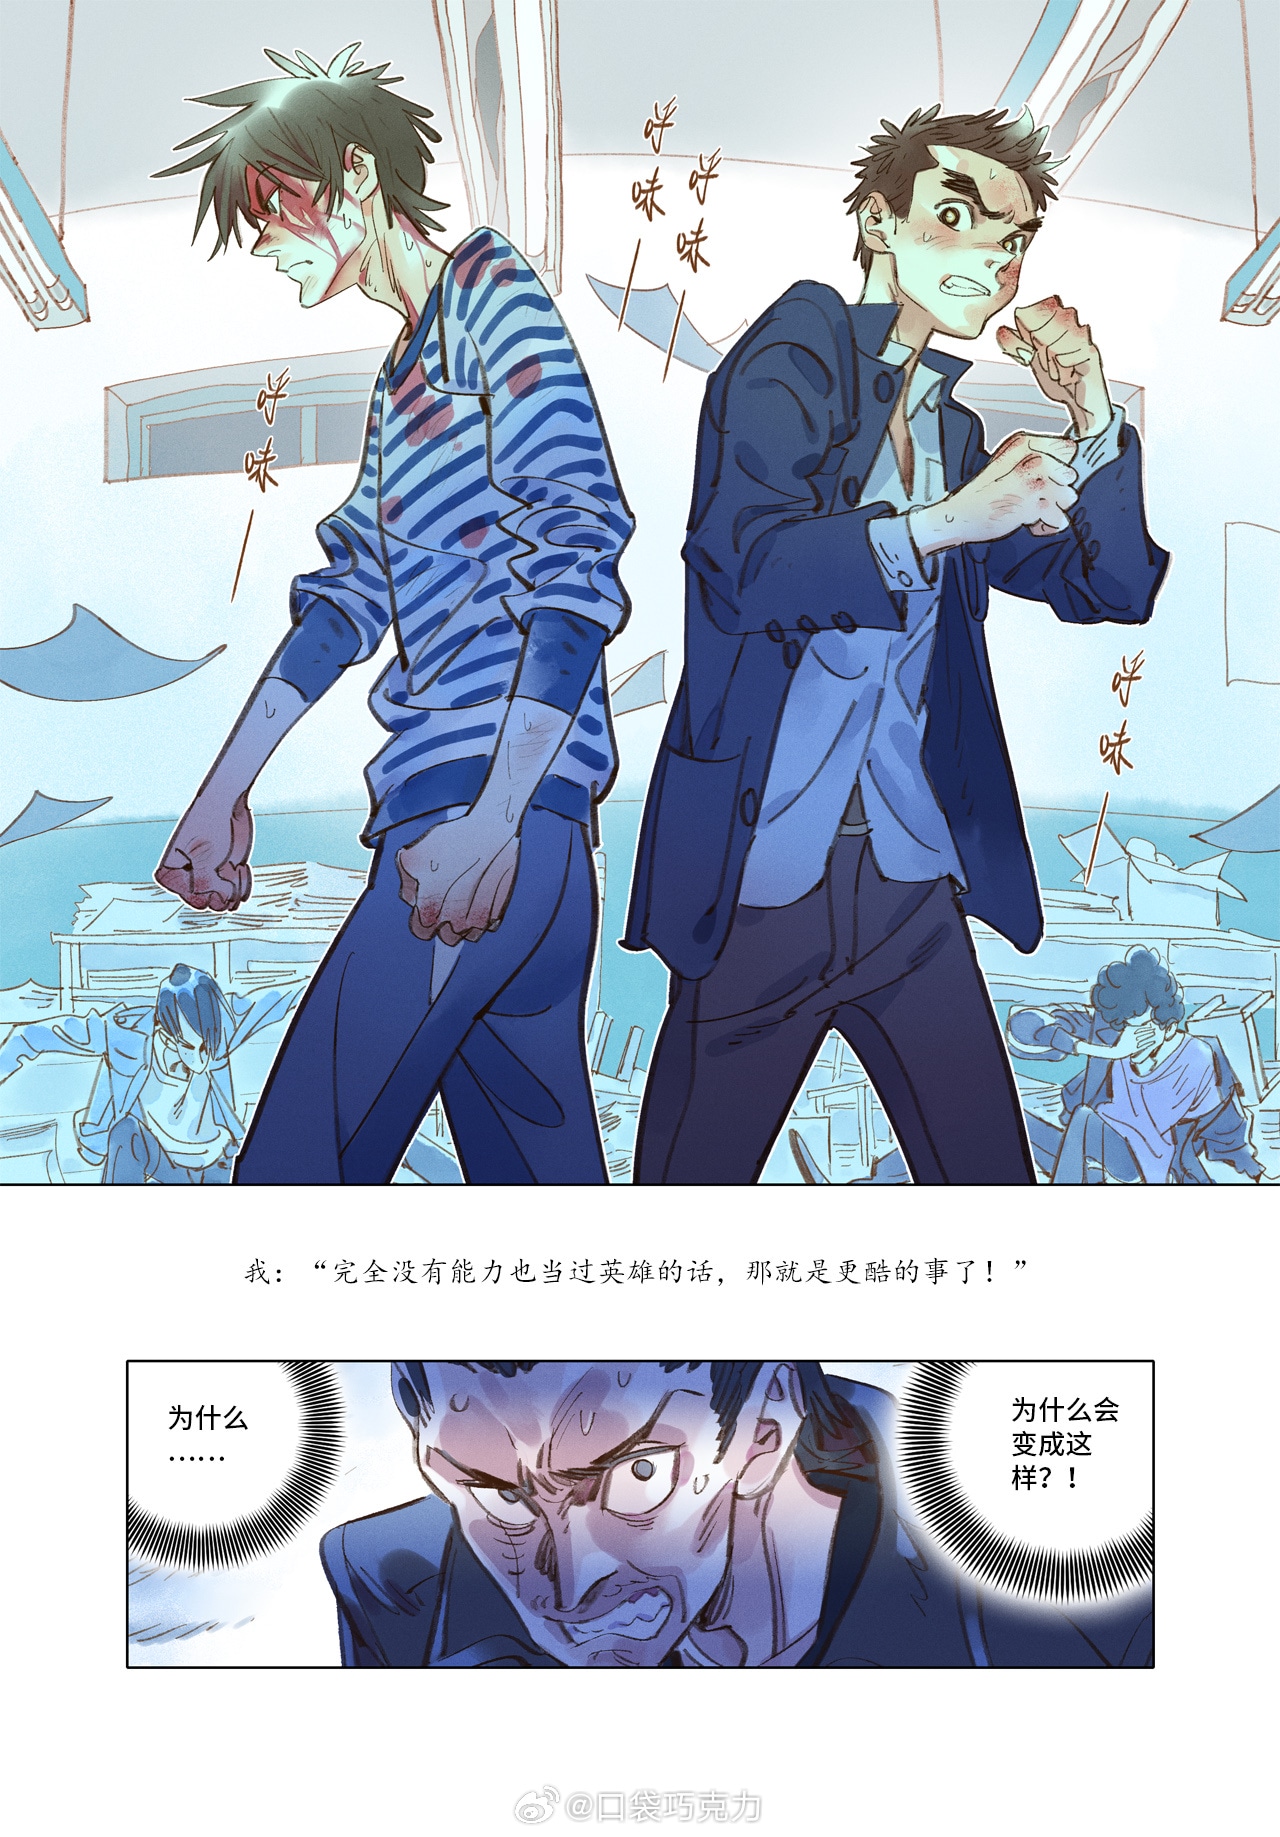 呼
哧
呼
哧
呼
哧
呼
哧
我：“完全没有能力也当过英雄的话，那就是更酷的事了！”
为什么
……
为什么会
变成这
样？！
@口袋巧克力